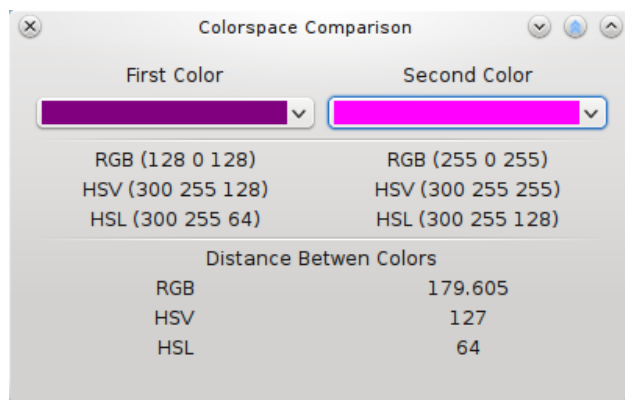 Colorspace Comparison
First Color Second Color
RGB (128 0 128) RGB (255 0 255)
HSV (300 255 128) HSV (300 255 255)
HSL (300 255 64) HSL (300 255 128)
Distance Betwen Colors
RGB 179.605
HSV 127
HSL 64